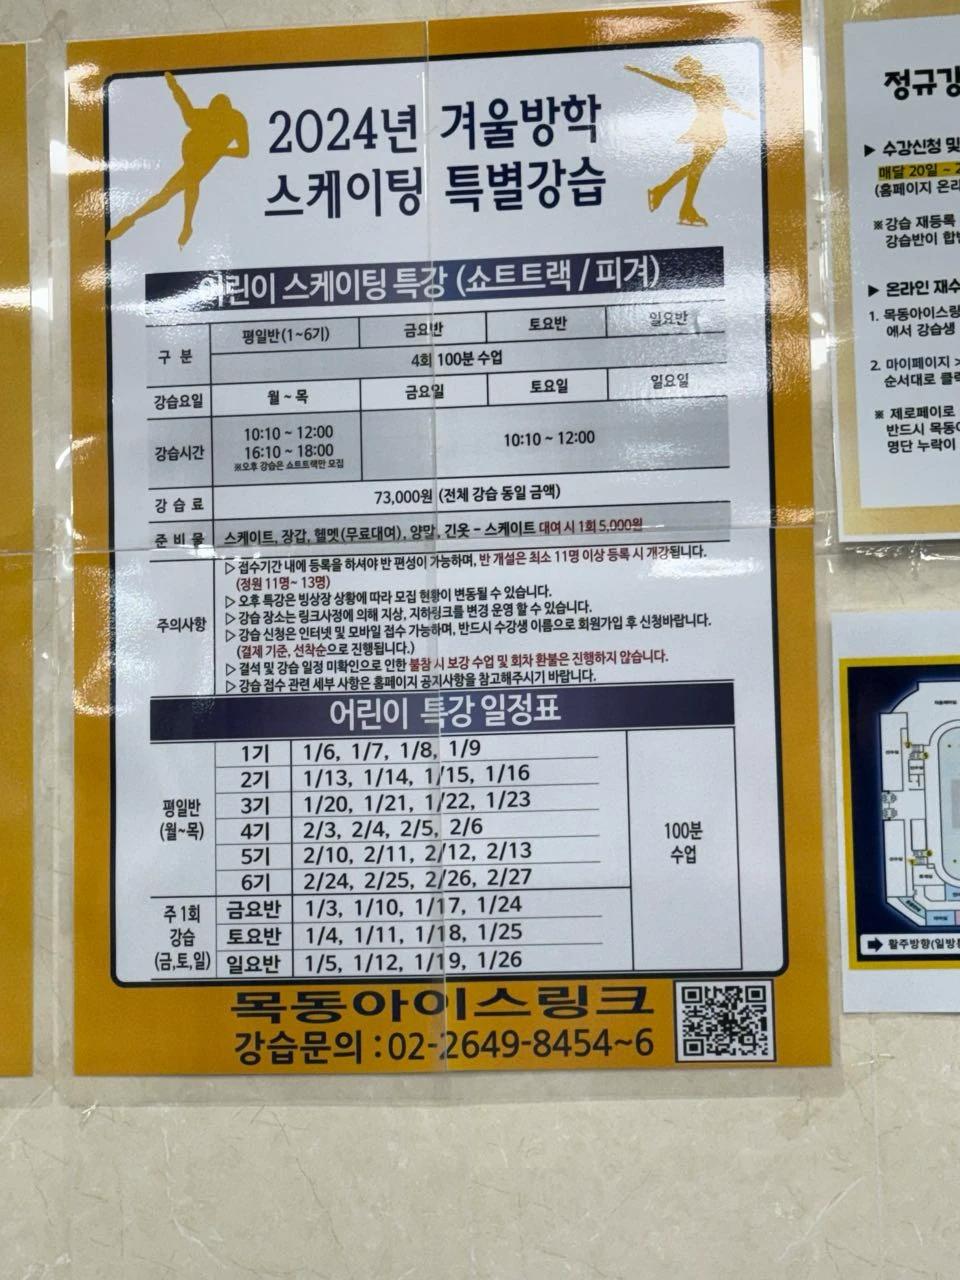 2024년 겨울방학
스케이팅 특별강습
어린이 스케이팅 특강 (쇼트트랙 / 피겨)
구 분
평일반(1~6기) 금요반 토요반 일요반
4회 100분 수업
강습요일 월 ~ 목 금요일 토요일 일요일
강습시간
10:10 ~ 12:00
16:10 ~ 18:00
※오후 강습은 쇼트트랙만 모집
10:10 ~ 12:00
강 습 료 73,000원 (전체 강습 동일 금액)
준 비 물 스케이트, 장갑, 헬멧(무료대여), 양말, 긴옷 - 스케이트 대여 시 1회 5,000원
주의사항
▷ 접수기간 내에 등록을 하셔야 반 편성이 가능하며, 반 개설은 최소 11명 이상 등록 시 개강됩니다.
(정원 11명~ 13명)
▷ 오후 특강은 빙상장 상황에 따라 모집 현황이 변동될 수 있습니다.
▷ 강습 장소는 링크사정에 의해 지상, 지하링크를 변경 운영 할 수 있습니다.
▷ 강습 신청은 인터넷 및 모바일 접수 가능하며, 반드시 수강생 이름으로 회원가입 후 신청바랍니다.
(결제 기준, 선착순으로 진행됩니다.)
▷ 결석 및 강습 일정 미확인으로 인한 불참 시 보강 수업 및 회차 환불은 진행하지 않습니다.
▷ 강습 접수 관련 세부 사항은 홈페이지 공지사항을 참고해주시기 바랍니다.
어린이 특강 일정표
평일반
(월~목)
1기 1/6, 1/7, 1/8, 1/9
2기 1/13, 1/14, 1/15, 1/16
3기 1/20, 1/21, 1/22, 1/23
4기 2/3, 2/4, 2/5, 2/6
5기 2/10, 2/11, 2/12, 2/13
6기 2/24, 2/25, 2/26, 2/27
주 1회
강습
(금,토,일)
금요반 1/3, 1/10, 1/17, 1/24
토요반 1/4, 1/11, 1/18, 1/25
일요반 1/5, 1/12, 1/19, 1/26
100분
수업
목동아이스링크
강습문의 : 02-2649-8454~6
정규강
▶ 수강신청 및
매달 20일 ~ 2
(홈페이지 온라
※강습 재등록
강습반이 합반
▶ 온라인 재수
1. 목동아이스링
에서 강습생
2. 마이페이지 >
순서대로 클릭
※ 제로페이로
반드시 목동아
명단 누락이
➡ 활주방향(일방